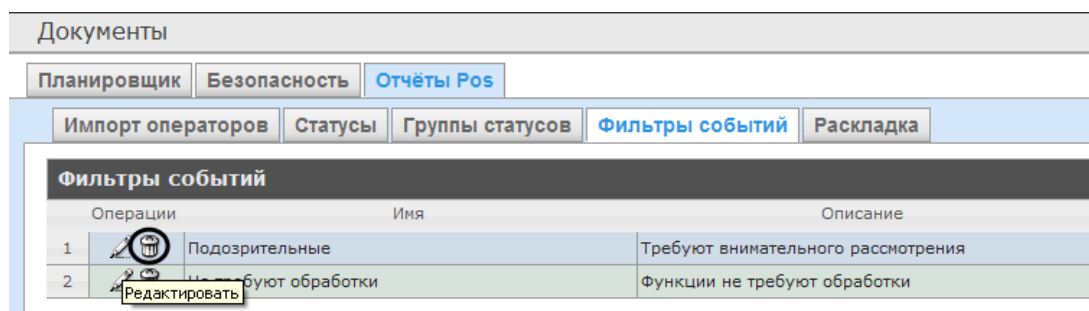 Документы
Планировщик Безопасность Отчёты Pos
Импорт операторов Статусы Группы статусов Фильтры событий Раскладка
Фильтры событий
Операции Имя Описание
1 Подозрительные Требуют внимательного рассмотрения
2 требуют обработки Функции не требуют обработки
Редактировать